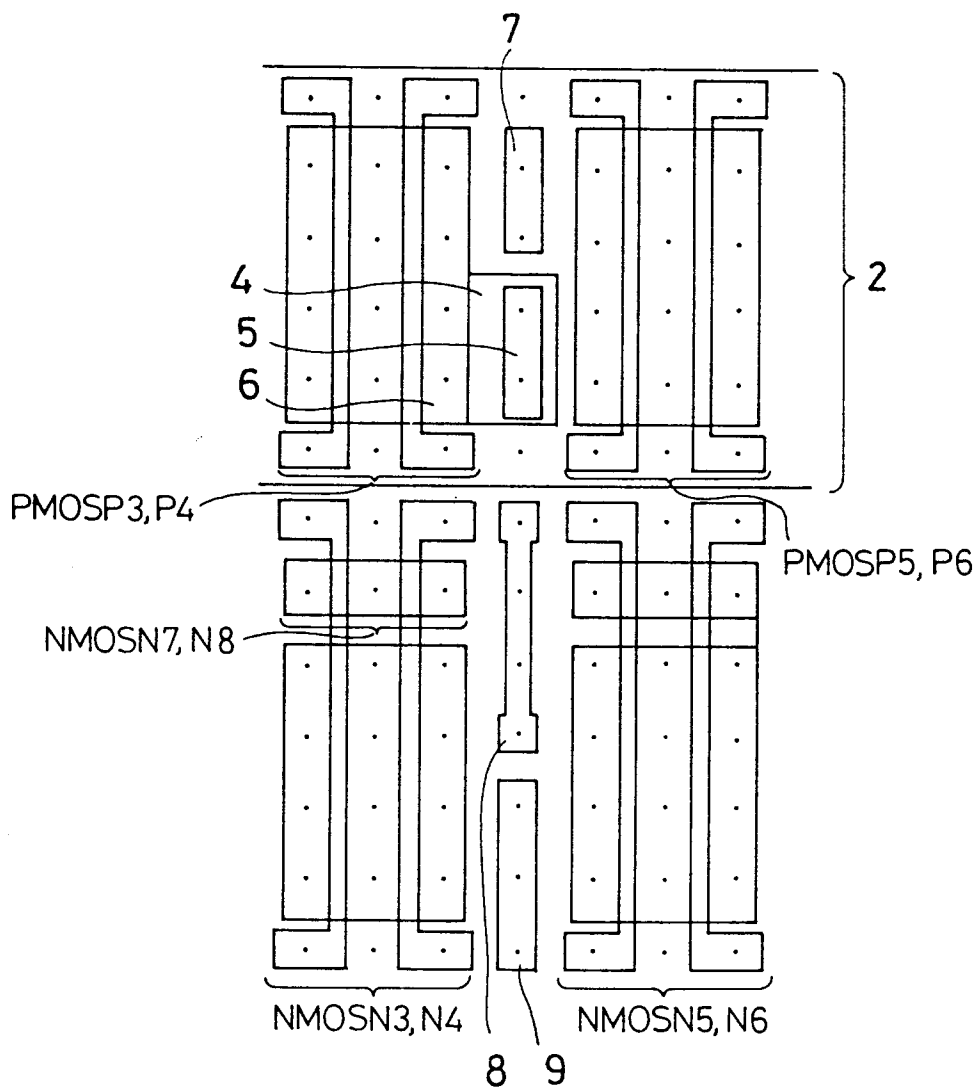 7
4
2
5
6
PMOSP3, P4
PMOSP5, P6
NMOSN7, N8
NMOSN3, N4
NMOSN5, N6
8
9